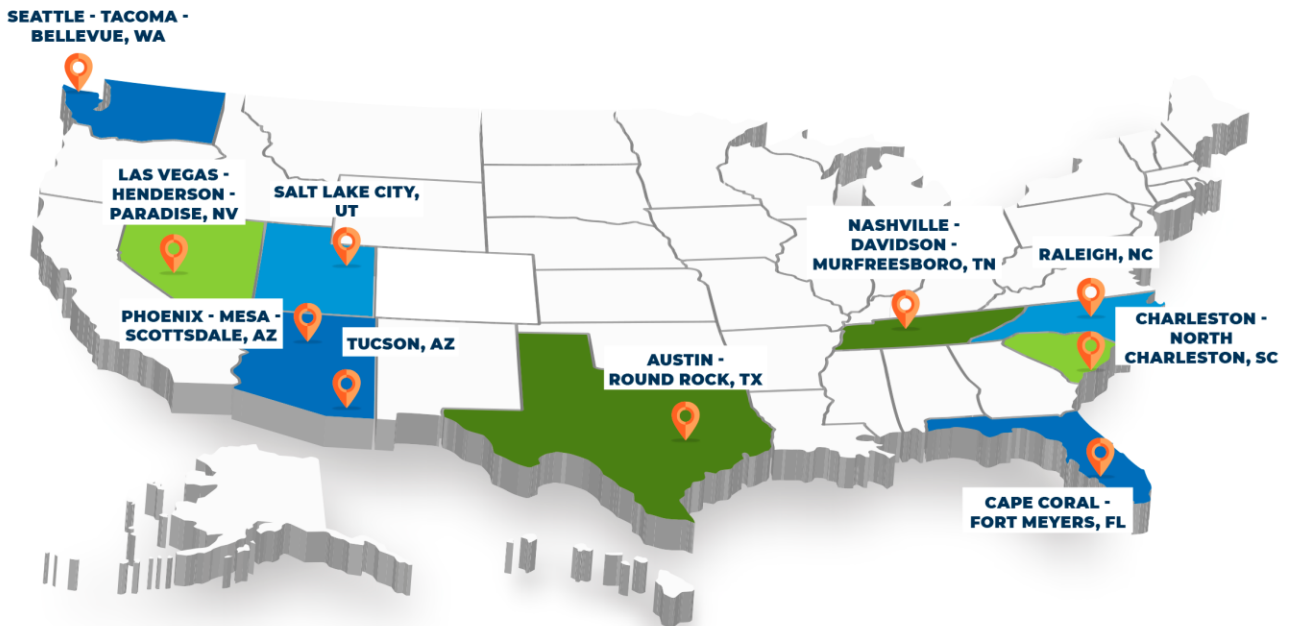 SEATTLE - TACOMA -
BELLEVUE, WA
LAS VEGAS -
HENDERSON -
PARADISE, NV
SALT LAKE CITY,
UT
NASHVILLE -
DAVIDSON -
MURFREESBORO, TN
RALEIGH, NC
PHOENIX - MESA -
SCOTTSDALE, AZ
TUCSON, AZ
CHARLESTON -
NORTH
CHARLESTON, SC
AUSTIN -
ROUND ROCK, TX
CAPE CORAL -
FORT MEYERS, FL